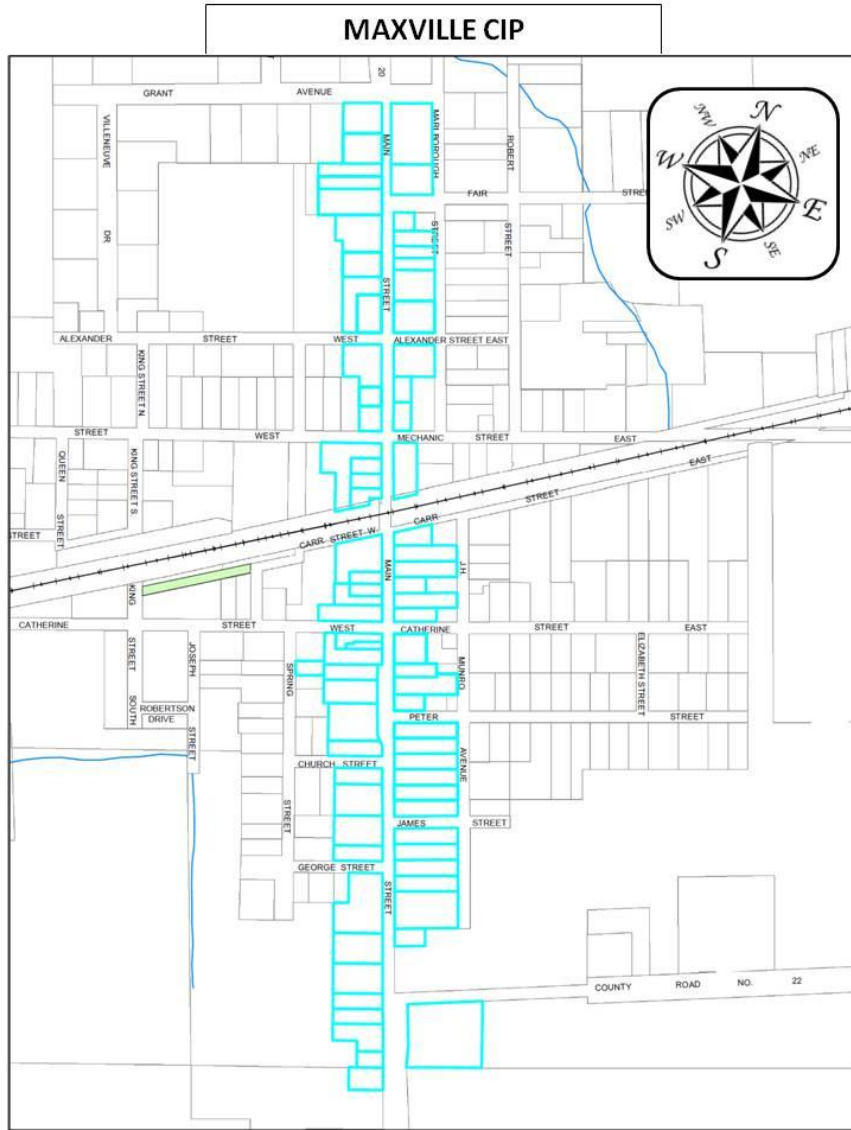 MAXVILLE CIP
20
GRANT AVENUE
VILLENEUVE DR
MAIN STREET
MARLBOROUGH STREET
ROBERT STREET
FAIR STREE
N
NE
E
SE
S
SW
W
NW
ALEXANDER STREET WEST
ALEXANDER STREET EAST
KING STREET N.
STREET WEST
MECHANIC STREET EAST
QUEEN STREET
KING STREET S.
STREET
CARR STREET W
CARR STREET EAST
MAIN
J.H.
MUNRO
AVENUE
KING STREET SOUTH
CATHERINE STREET WEST
CATHERINE STREET EAST
JOSEPH STREET
SPRING STREET
ELIZABETH STREET
ROBERTSON DRIVE
PETER STREET
CHURCH STREET
JAMES STREET
GEORGE STREET
STREET
COUNTY ROAD NO. 22